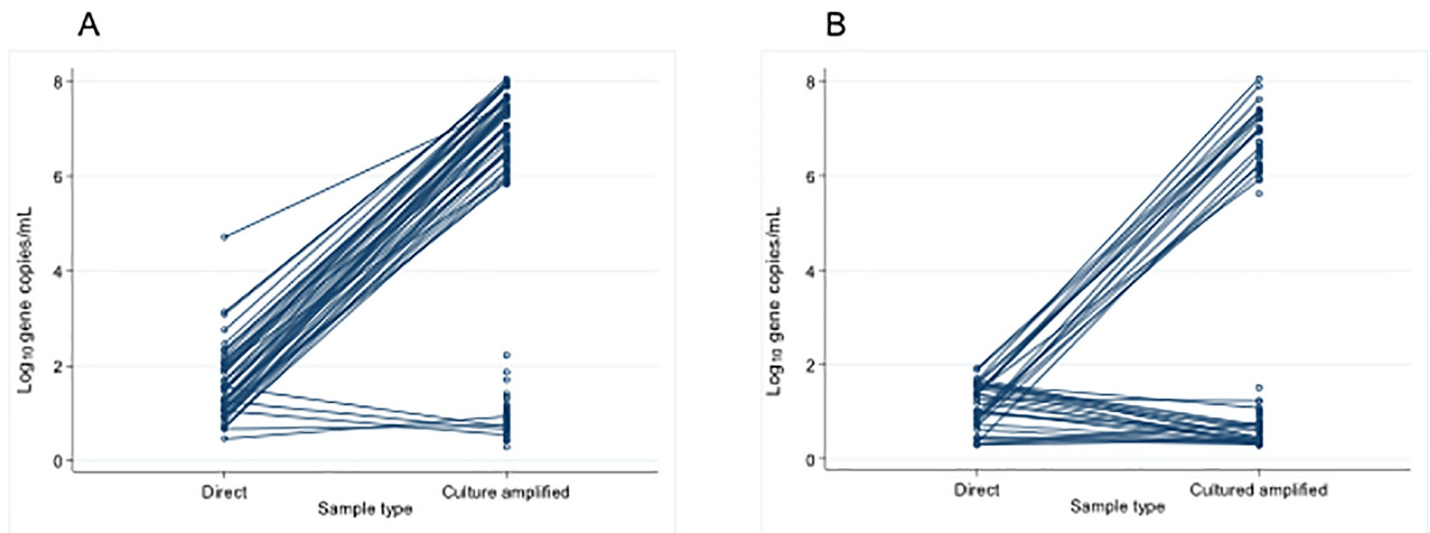 A
B
8
6
4
2
0
Log10 gene copies/mL
Direct
Culture amplified
Sample type
8
6
4
2
0
Log10 gene copies/mL
Direct
Cultured amplified
Sample type